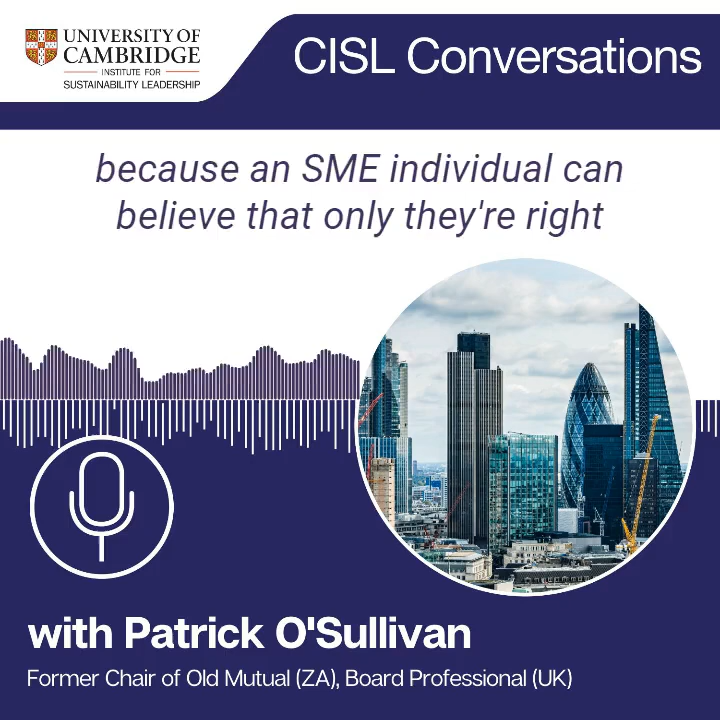 UNIVERSITY OF
CAMBRIDGE
INSTITUTE FOR
SUSTAINABILITY LEADERSHIP
CISL Conversations
because an SME individual can
believe that only they're right
with Patrick O'Sullivan
Former Chair of Old Mutual (ZA), Board Professional (UK)